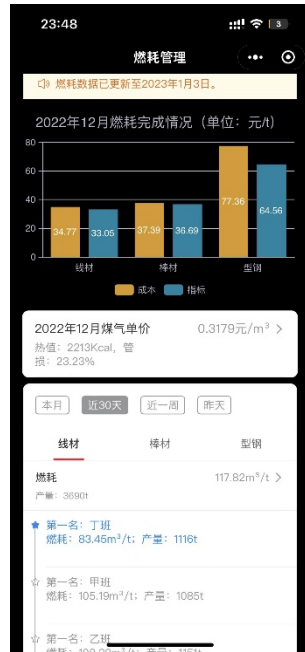 23:48
3
燃耗管理
燃耗数据已更新至2023年1月3日。
2022年12月燃耗完成情况（单位：元/t）
80
60
40
20
0
34.77 33.05 37.39 36.69 77.36 64.56
线材 棒材 型钢
成本 指标
2022年12月煤气单价 0.3179元/m³ >
热值：2213Kcal，管
损：23.23%
本月 近30天 近一周 昨天
线材 棒材 型钢
燃耗 117.82m³/t >
产量：3690t
第一名：丁班
燃耗：83.45m³/t；产量：1116t
第一名：甲班
燃耗：105.19m³/t；产量：1085t
第一名：乙班